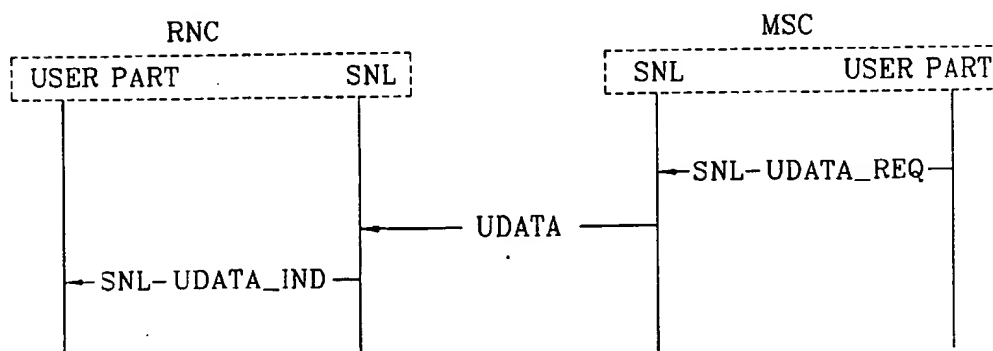 RNC
MSC
USER PART SNL
SNL USER PART
SNL-UDATA_REQ
UDATA
SNL-UDATA_IND